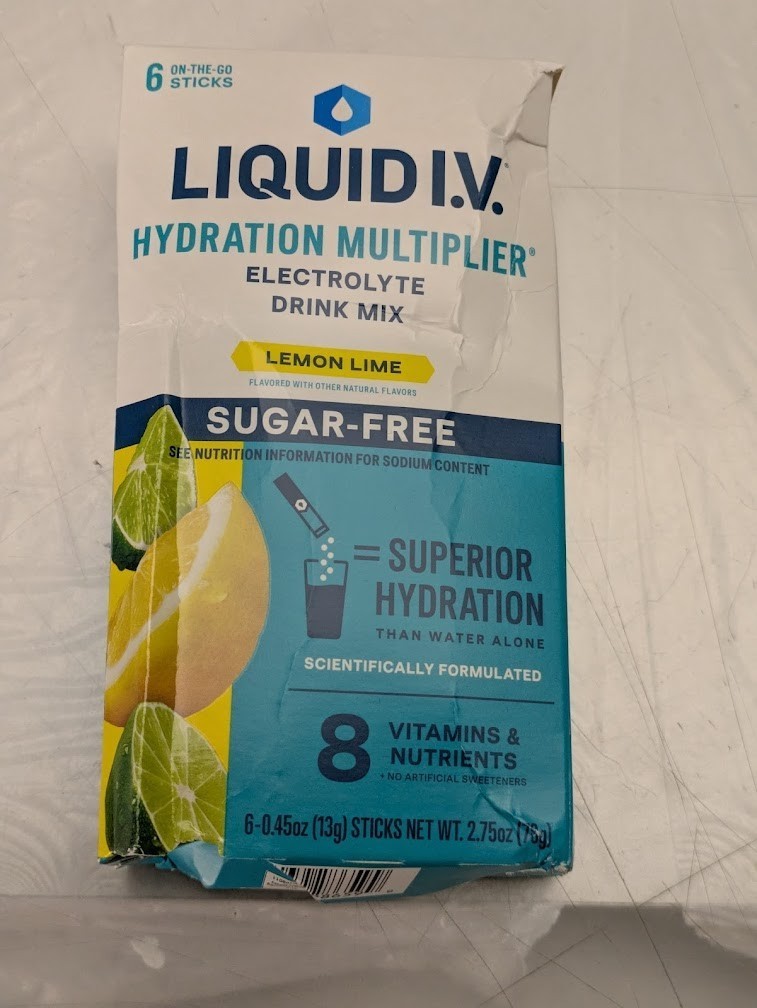 6 ON-THE-GO
STICKS
LIQUID I.V.
HYDRATION MULTIPLIER®
ELECTROLYTE
DRINK MIX
LEMON LIME
FLAVORED WITH OTHER NATURAL FLAVORS
SUGAR-FREE
SEE NUTRITION INFORMATION FOR SODIUM CONTENT
= SUPERIOR
HYDRATION
THAN WATER ALONE
SCIENTIFICALLY FORMULATED
8 VITAMINS &
NUTRIENTS
• NO ARTIFICIAL SWEETENERS
6-0.45oz (13g) STICKS NET WT. 2.75oz (78g)